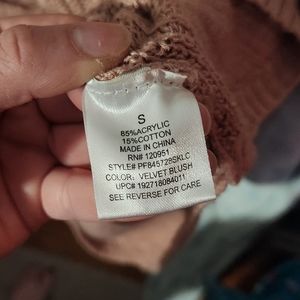 S
85%ACRYLIC
15%COTTON
MADE IN CHINA
RN# 120951
STYLE# PF845728SKLC
COLOR: VELVET BLUSH
UPC# 192718084011
SEE REVERSE FOR CARE